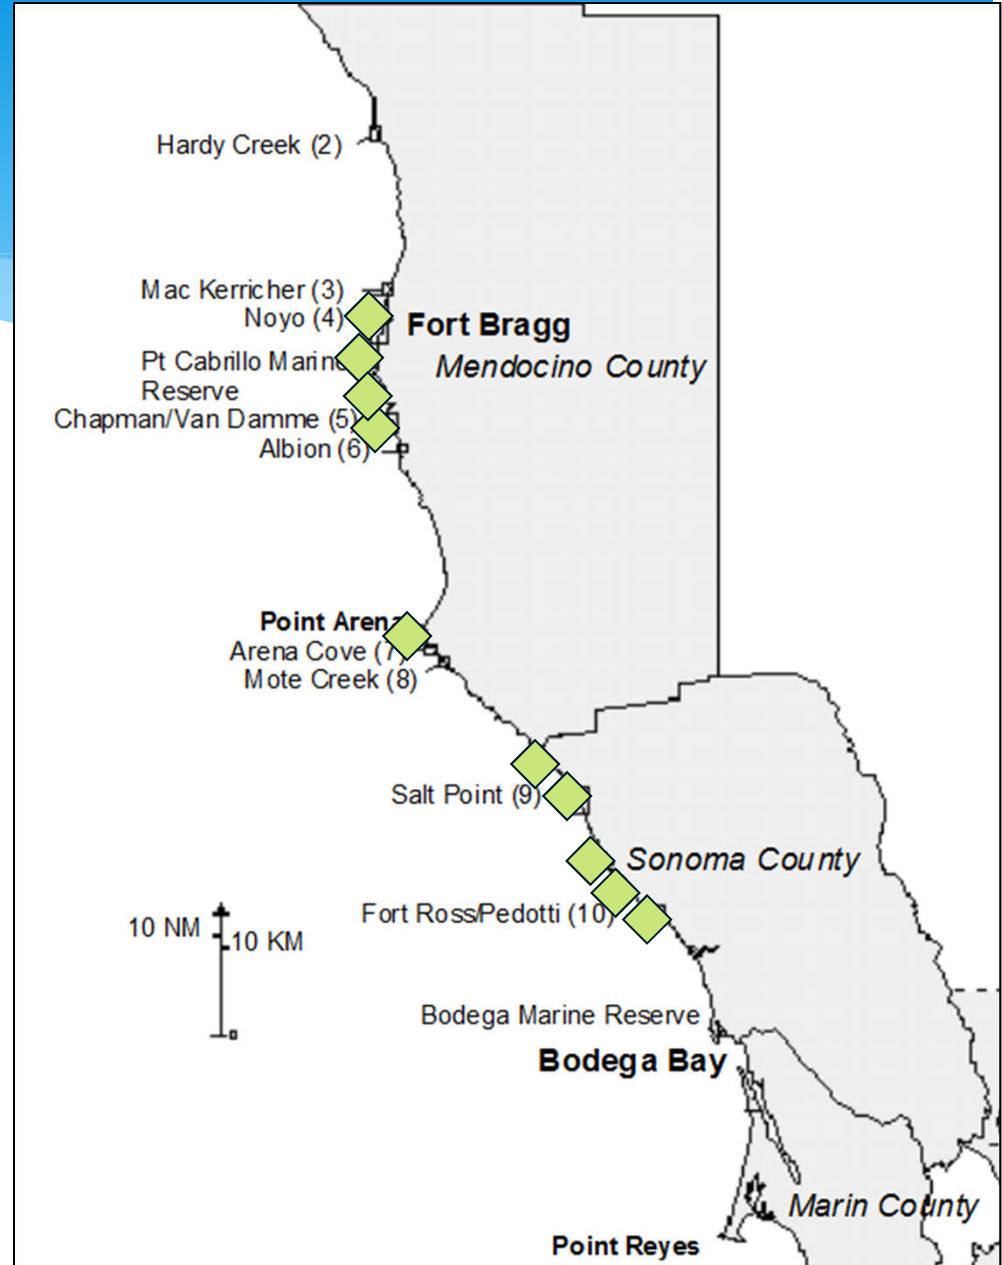 Hardy Creek (2)
Mac Kerricher (3)
Noyo (4)
Fort Bragg
Mendocino County
Pt Cabrillo Marine
Reserve
Chapman/Van Damme (5)
Albion (6)
Point Arena
Arena Cove (7)
Mote Creek (8)
Salt Point (9)
Sonoma County
Fort Ross/Pedotti (10)
10 NM
10 KM
Bodega Marine Reserve
Bodega Bay
Marin County
Point Reyes